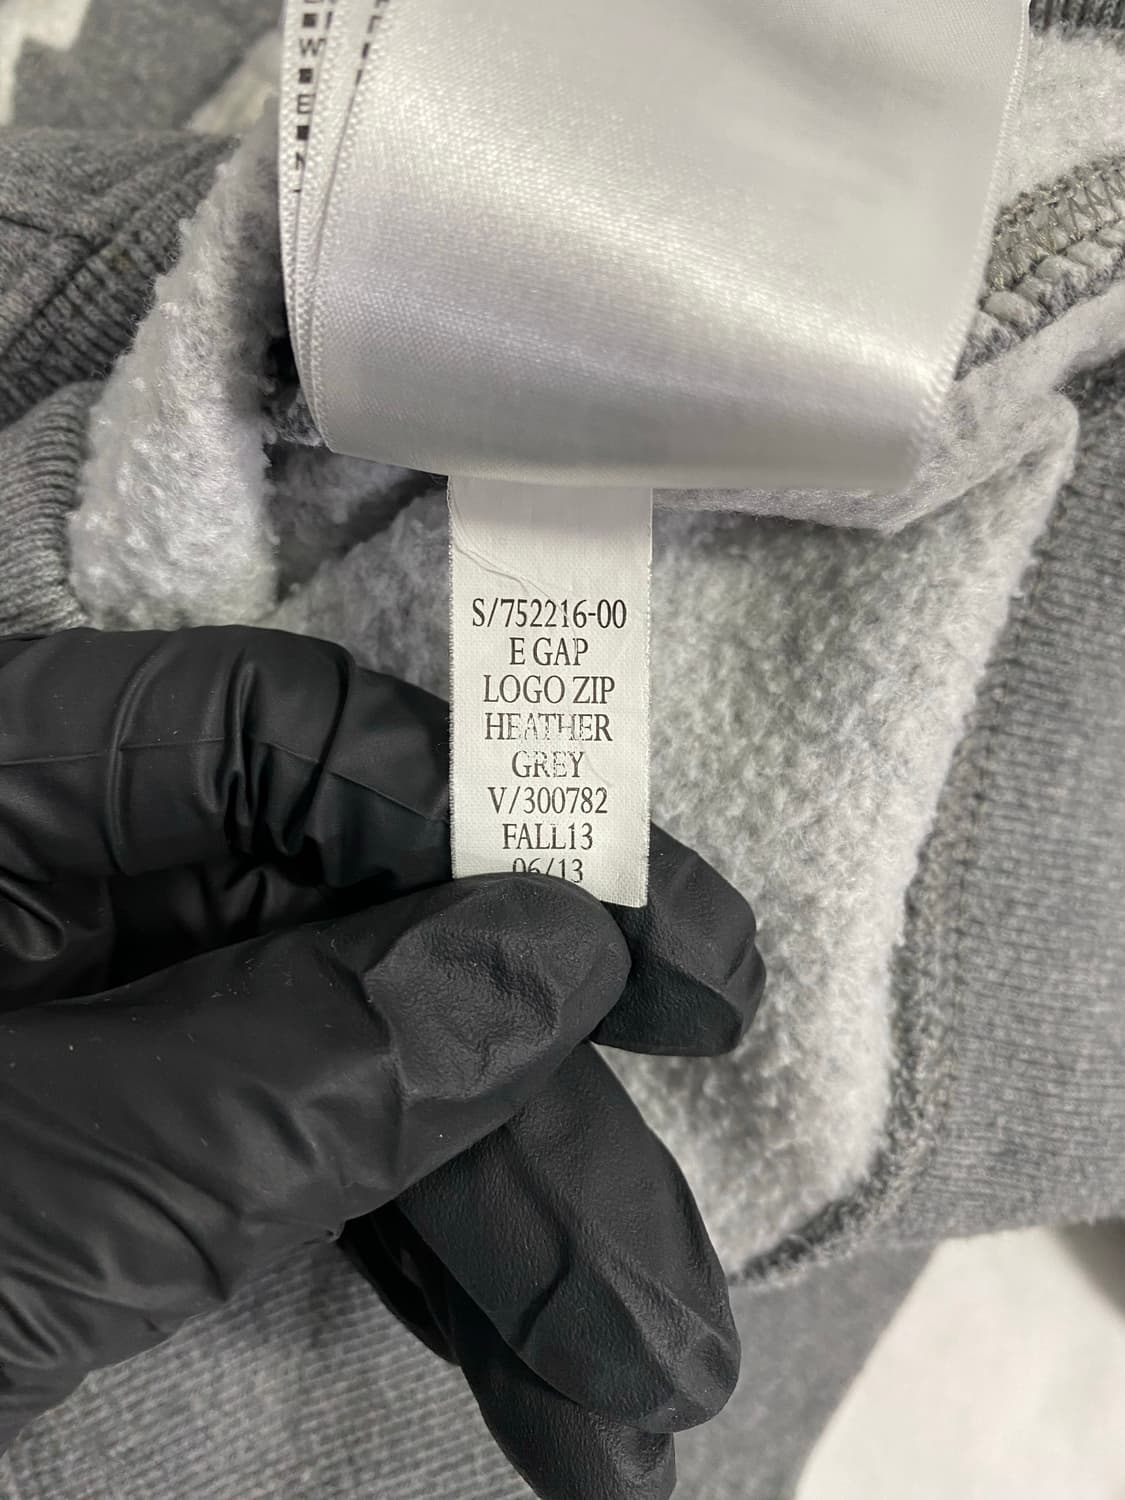 S/752216-00
E GAP
LOGO ZIP
HEATHER
GREY
V/300782
FALL13
06/13